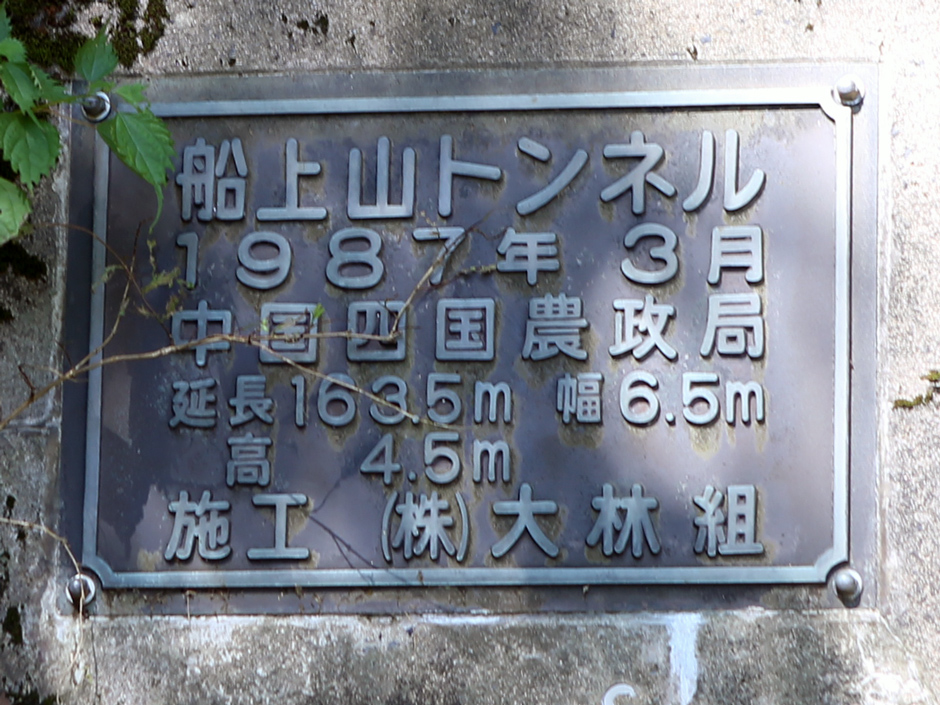 船上山トンネル
1987年3月
中国四国農政局
延長163.5m 幅6.5m
高 4.5m
施工 (株)大林組